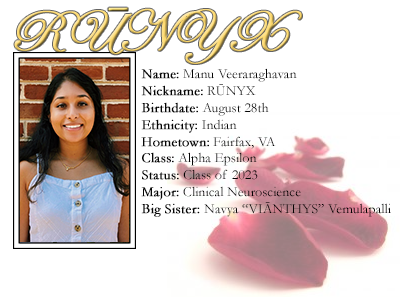 RŪNYX
Name: Manu Veeraraghavan
Nickname: RŪNYX
Birthdate: August 28th
Ethnicity: Indian
Hometown: Fairfax, VA
Class: Alpha Epsilon
Status: Class of 2023
Major: Clinical Neuroscience
Big Sister: Navya “VIĀNTHYS” Vemulapalli